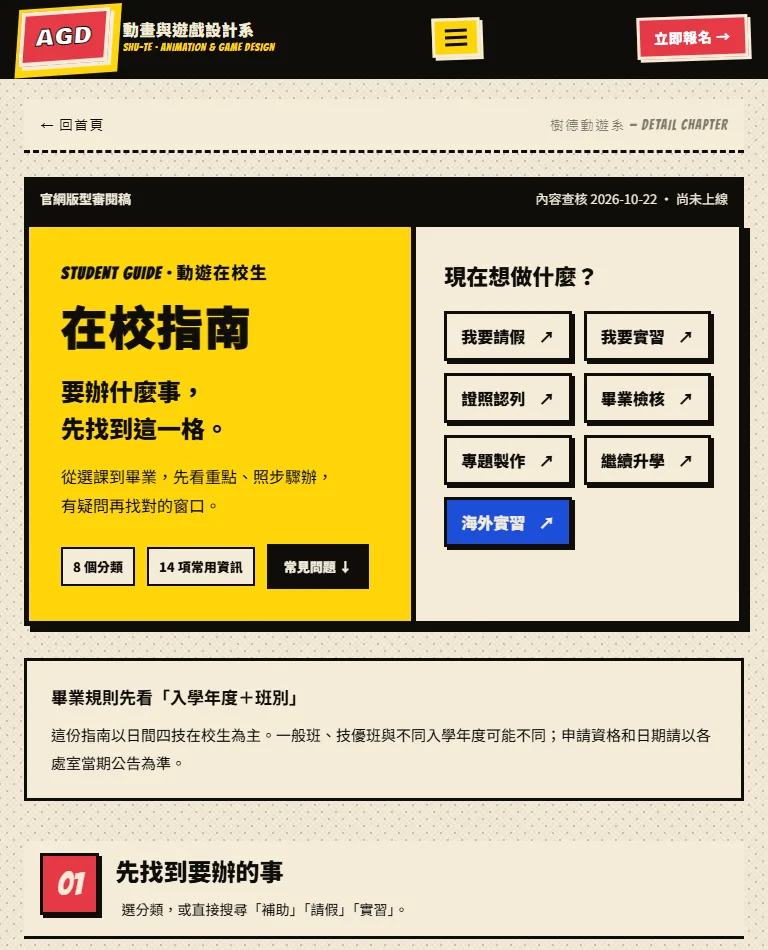 AGD
動畫與遊戲設計系
SHU-TE · ANIMATION & GAME DESIGN
立即報名 →
← 回首頁
樹德動遊系 — DETAIL CHAPTER
官網版型審閱稿
內容查核 2026-10-22 · 尚未上線
STUDENT GUIDE · 動遊在校生
在校指南
要辦什麼事，
先找到這一格。
從選課到畢業，先看重點、照步驟辦，
有疑問再找對的窗口。
8 個分類
14 項常用資訊
常見問題 ↓
現在想做什麼？
我要請假 ↗
我要實習 ↗
證照認列 ↗
畢業檢核 ↗
專題製作 ↗
繼續升學 ↗
海外實習 ↗
畢業規則先看「入學年度＋班別」
這份指南以日間四技在校生為主。一般班、技優班與不同入學年度可能不同；申請資格和日期請以各
處室當期公告為準。
01
先找到要辦的事
選分類，或直接搜尋「補助」「請假」「實習」。